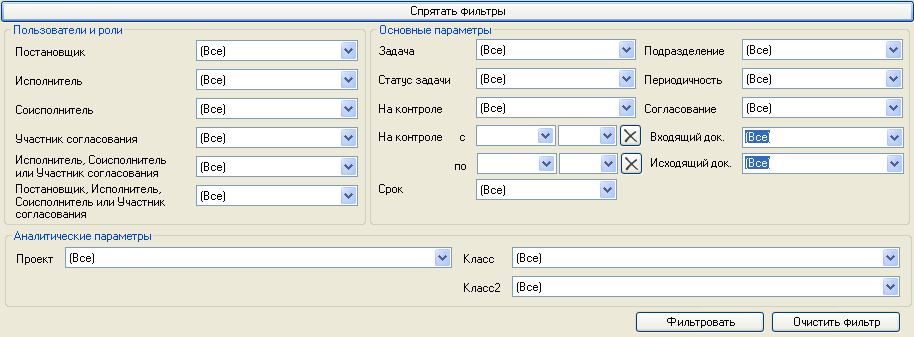 Спрятать фильтры
Пользователи и роли
Постановщик (Все)
Исполнитель (Все)
Соисполнитель (Все)
Участник согласования (Все)
Исполнитель, Соисполнитель
или Участник согласования (Все)
Постановщик, Исполнитель,
Соисполнитель или Участник
согласования (Все)
Основные параметры
Задача (Все) Подразделение (Все)
Статус задачи (Все) Периодичность (Все)
На контроле (Все) Согласование (Все)
На контроле с Входящий док. (Все)
по Исходящий док. (Все)
Срок (Все)
Аналитические параметры
Проект (Все) Класс (Все)
Класс2 (Все)
Фильтровать Очистить фильтр